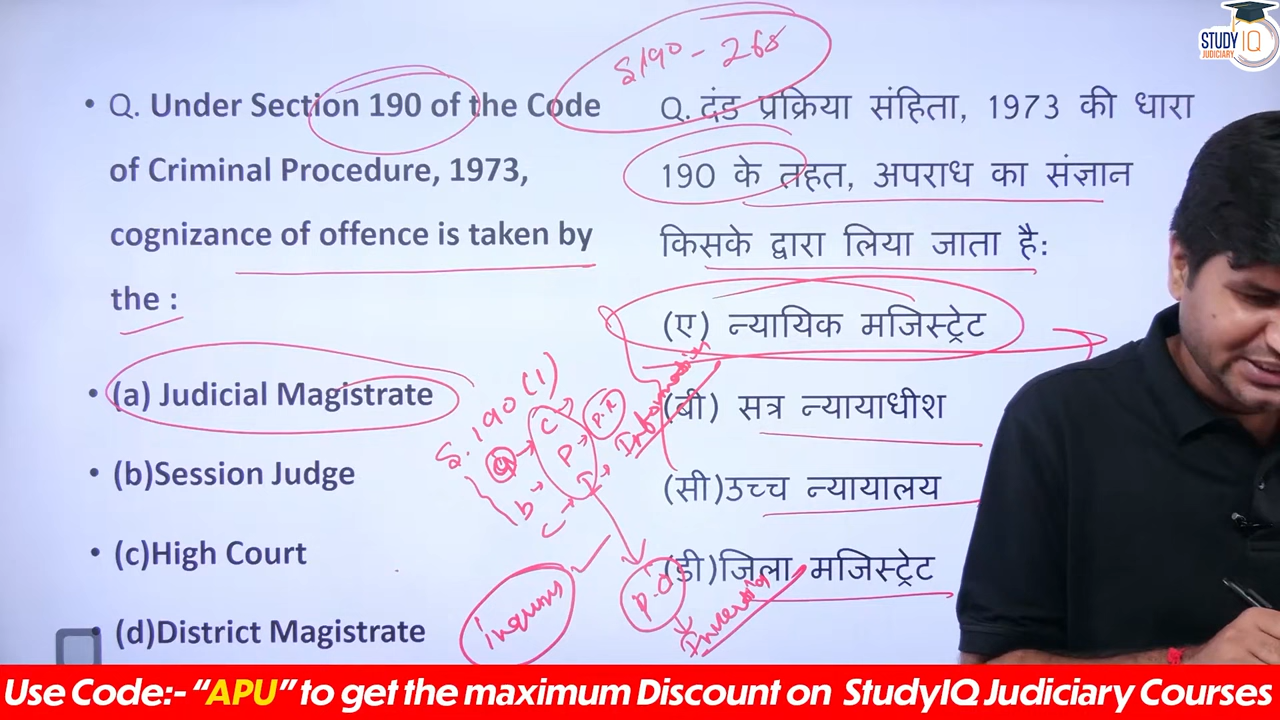 STUDY IQ
JUDICIARY
S190 - 268
• Q. Under Section 190 of the Code
of Criminal Procedure, 1973,
cognizance of offence is taken by
the :
• (a) Judicial Magistrate
• (b)Session Judge
• (c)High Court
• (d)District Magistrate
Q. दंड प्रक्रिया संहिता, 1973 की धारा
190 के तहत, अपराध का संज्ञान
किसके द्वारा लिया जाता है:
(ए) न्यायिक मजिस्ट्रेट
(बी) सत्र न्यायाधीश
(सी)उच्च न्यायालय
(डी)जिला मजिस्ट्रेट
S. 190 (1)
C
P.R
P
I
Information
b
C
P.O
Use Code:- “APU” to get the maximum Discount on StudyIQ Judiciary Courses